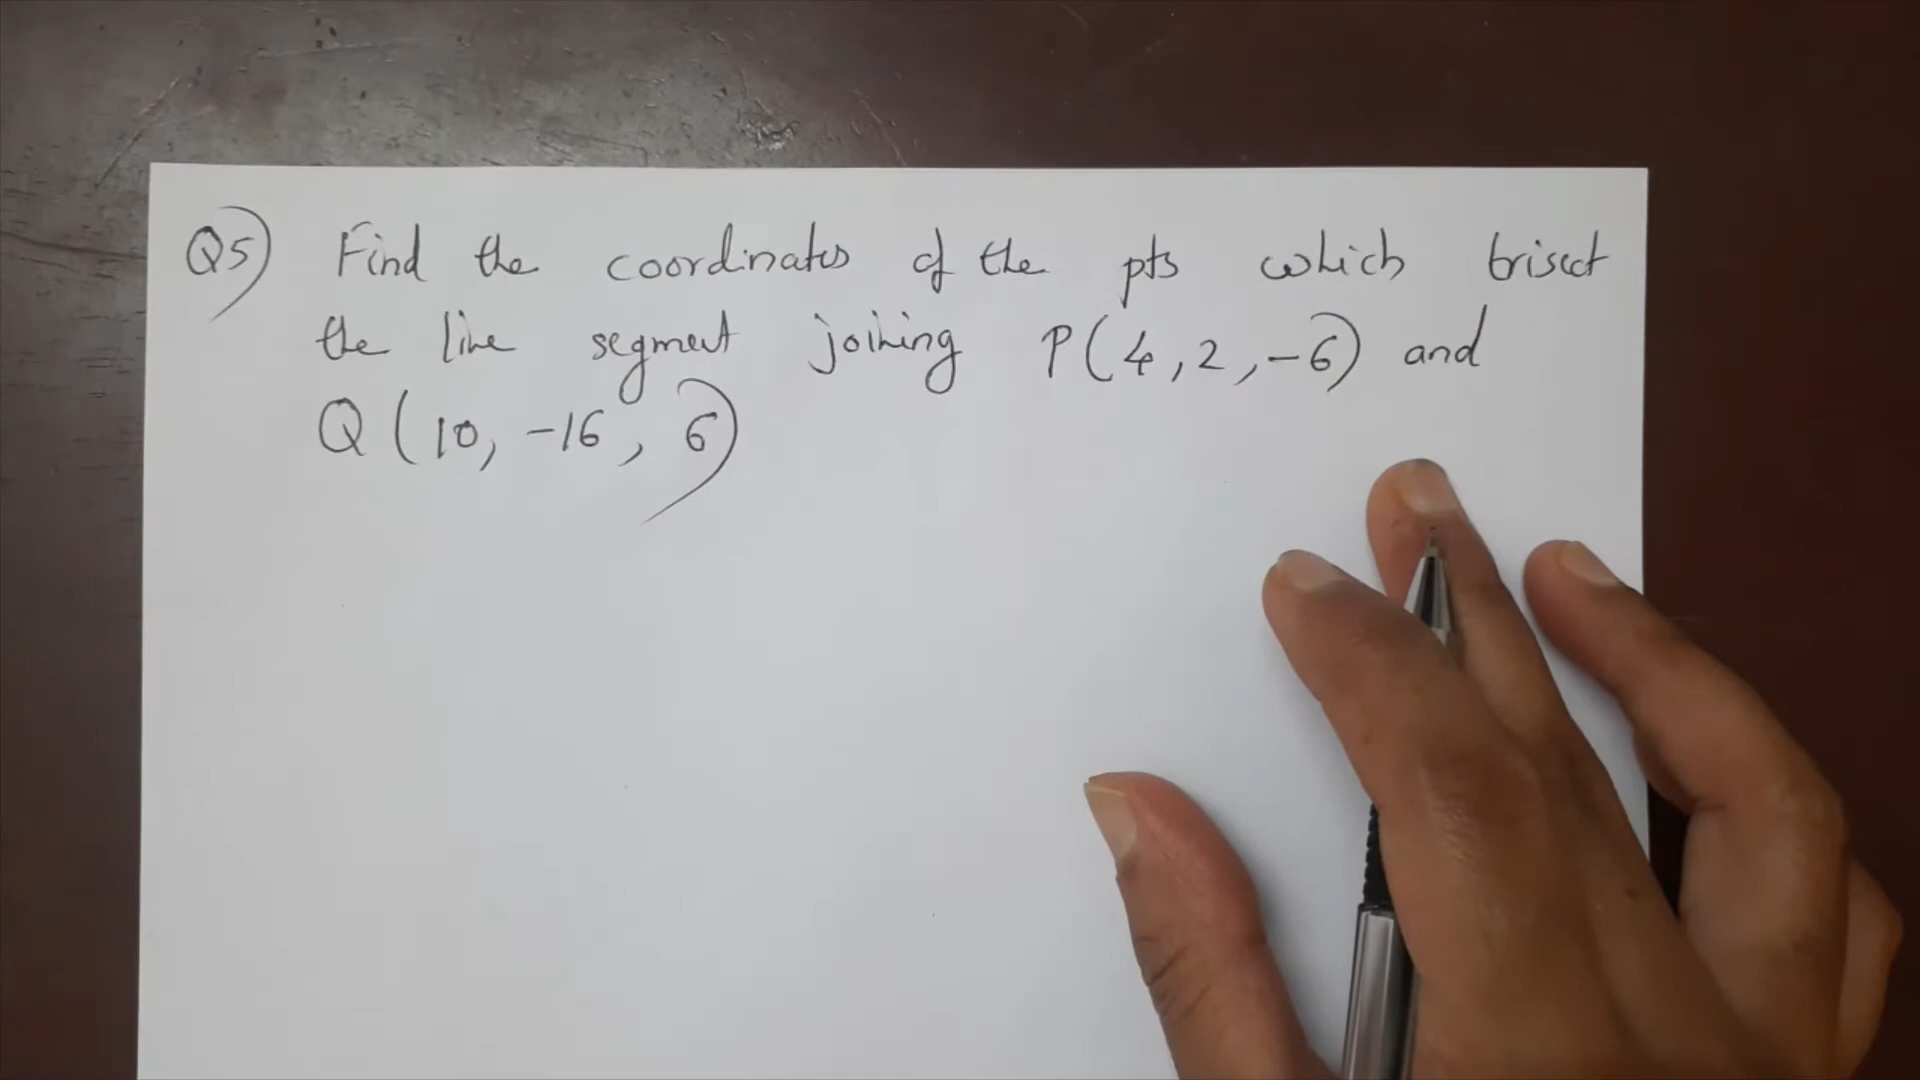 Q5) Find the coordinates of the pts which trisect
the line segment joining P(4,2,-6) and
Q(10, -16, 6)